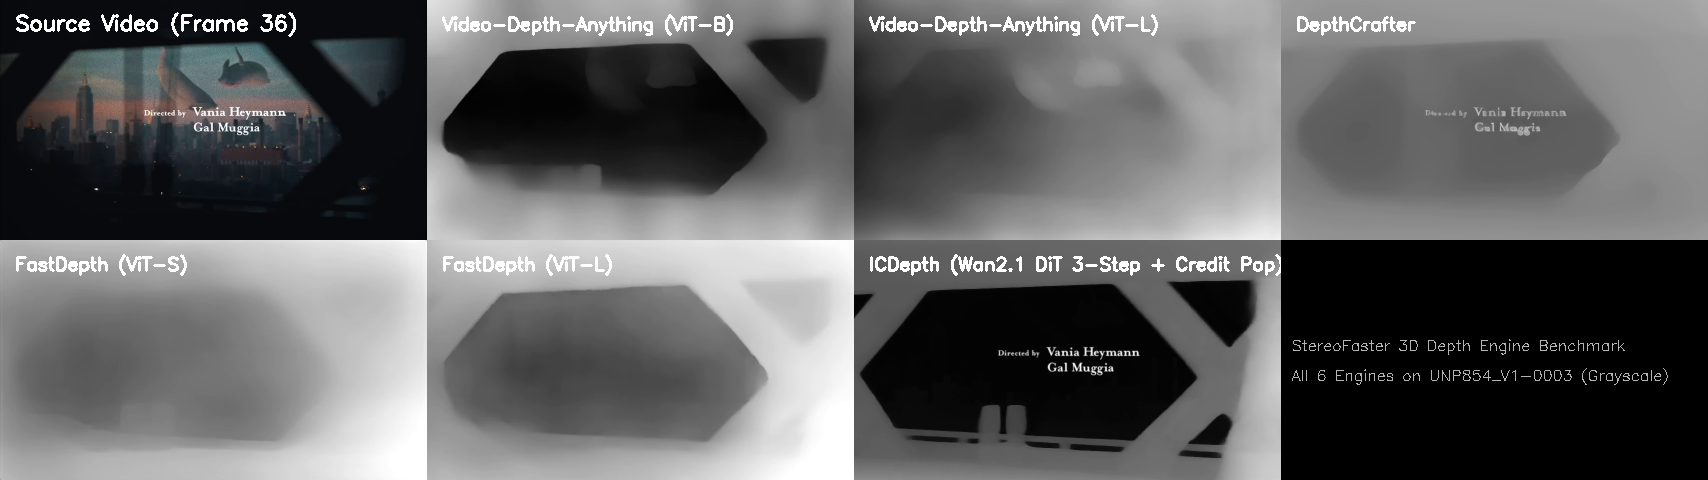 Source Video (Frame 36)
Directed by Vania Heymann
Gal Muggia
Video-Depth-Anything (ViT-B)
Video-Depth-Anything (ViT-L)
DepthCrafter
Directed by Vania Heymann
Gal Muggia
FastDepth (ViT-S)
FastDepth (ViT-L)
ICDepth (Wan2.1 DiT 3-Step + Credit Pop)
Directed by Vania Heymann
Gal Muggia
StereoFaster 3D Depth Engine Benchmark
All 6 Engines on UNP854_V1-0003 (Grayscale)